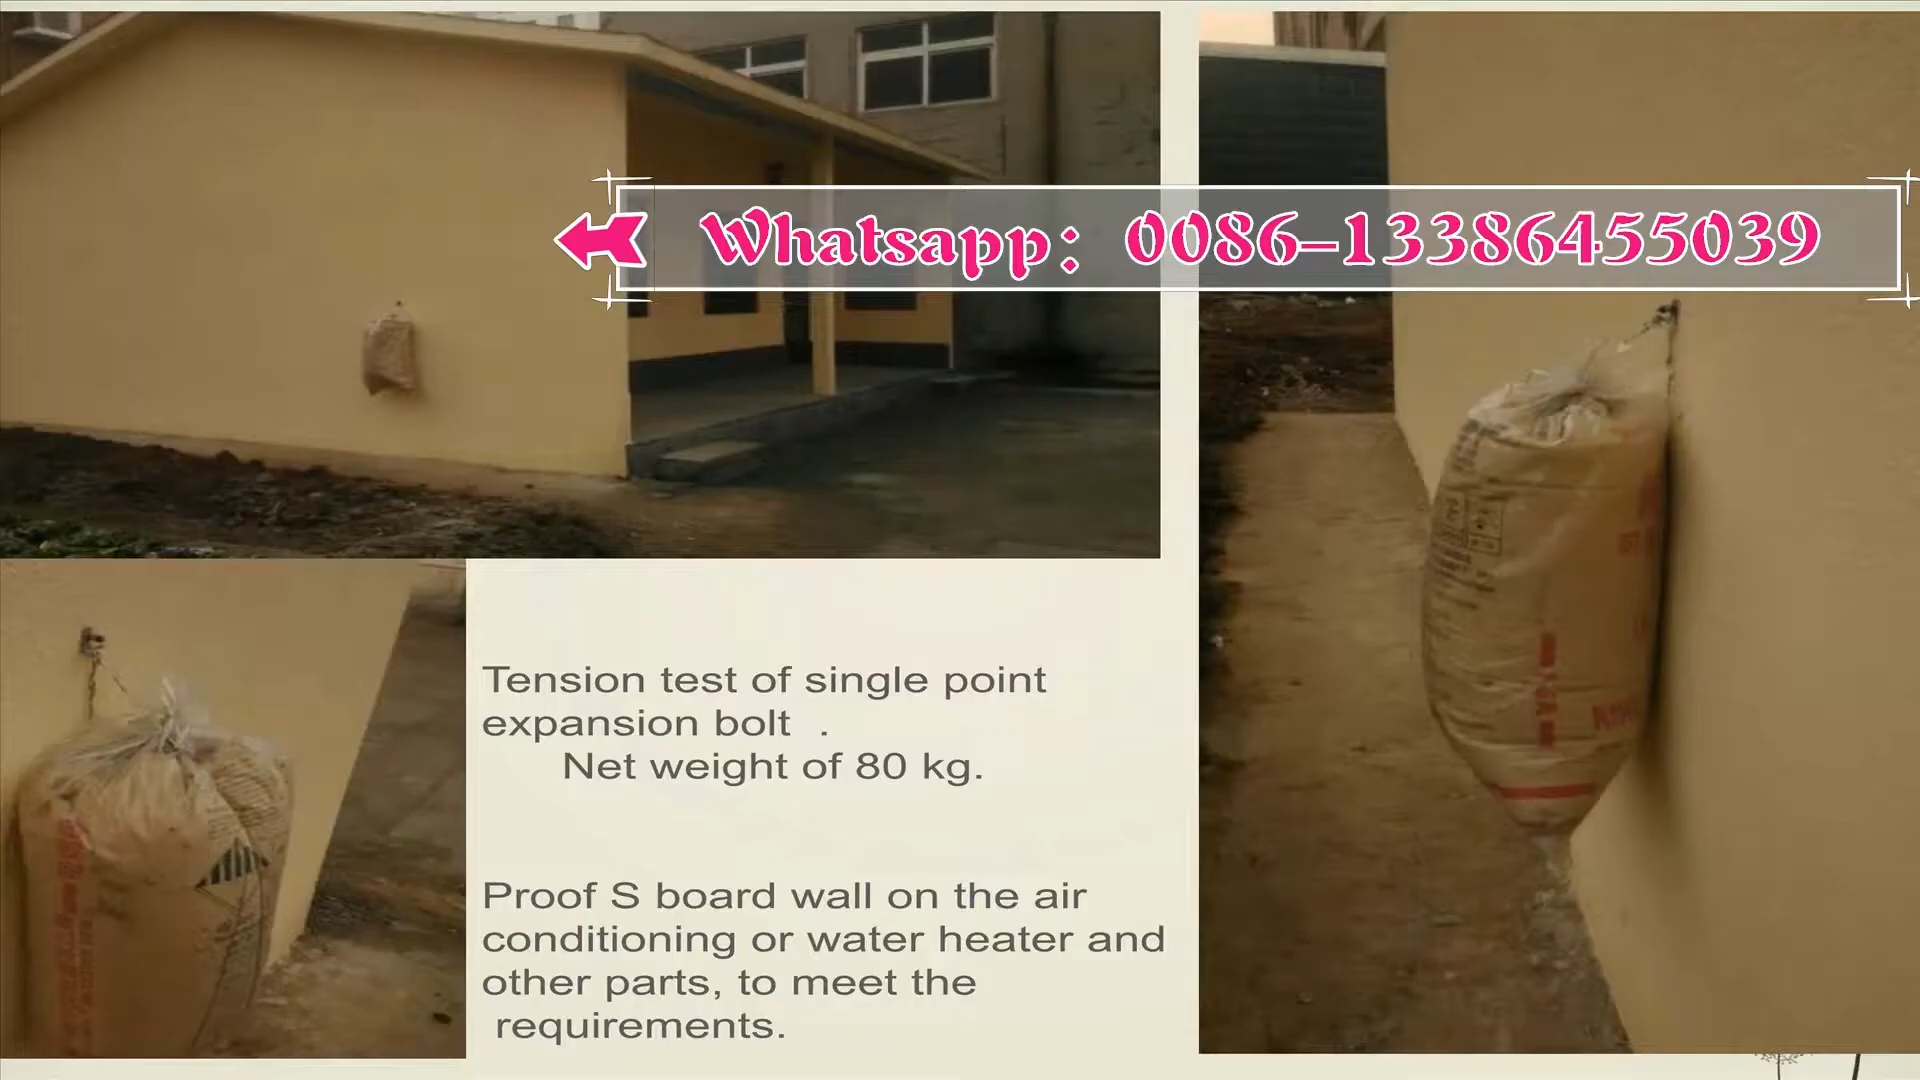 Whatsapp： 0086-13386455039
Tension test of single point
expansion bolt .
Net weight of 80 kg.
Proof S board wall on the air
conditioning or water heater and
other parts, to meet the
requirements.